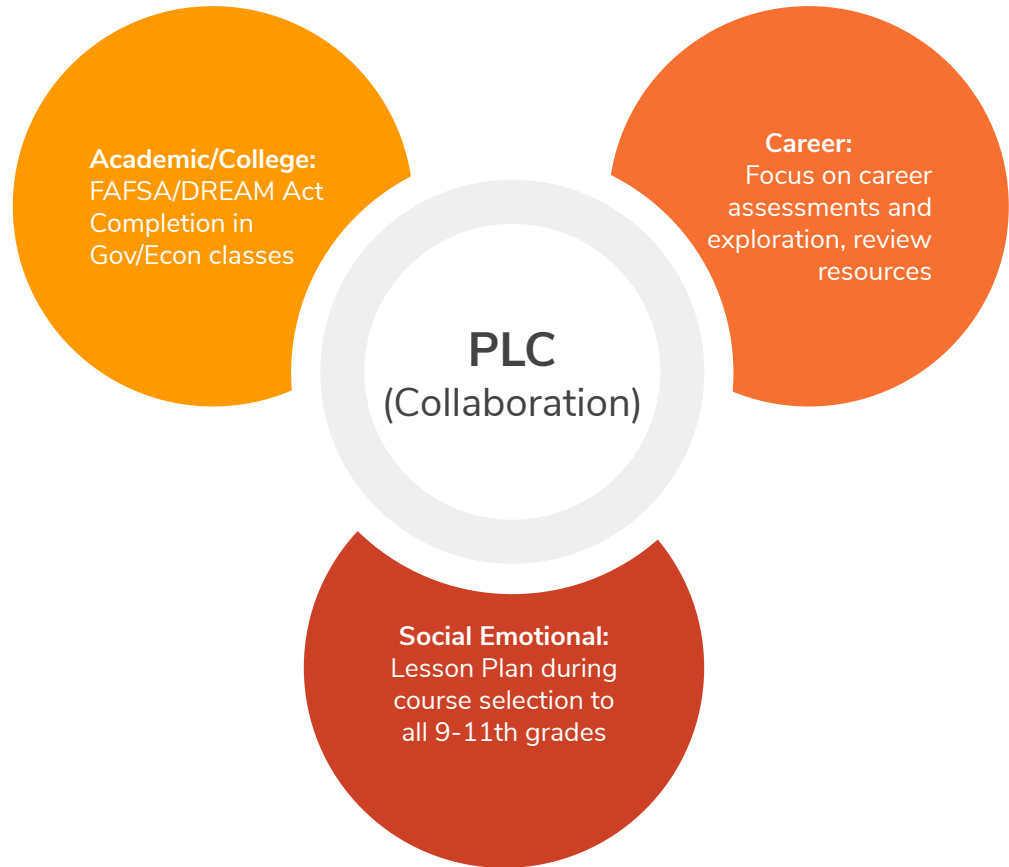 Academic/College:
FAFSA/DREAM Act
Completion in
Gov/Econ classes
Career:
Focus on career
assessments and
exploration, review
resources
PLC
(Collaboration)
Social Emotional:
Lesson Plan during
course selection to
all 9-11th grades